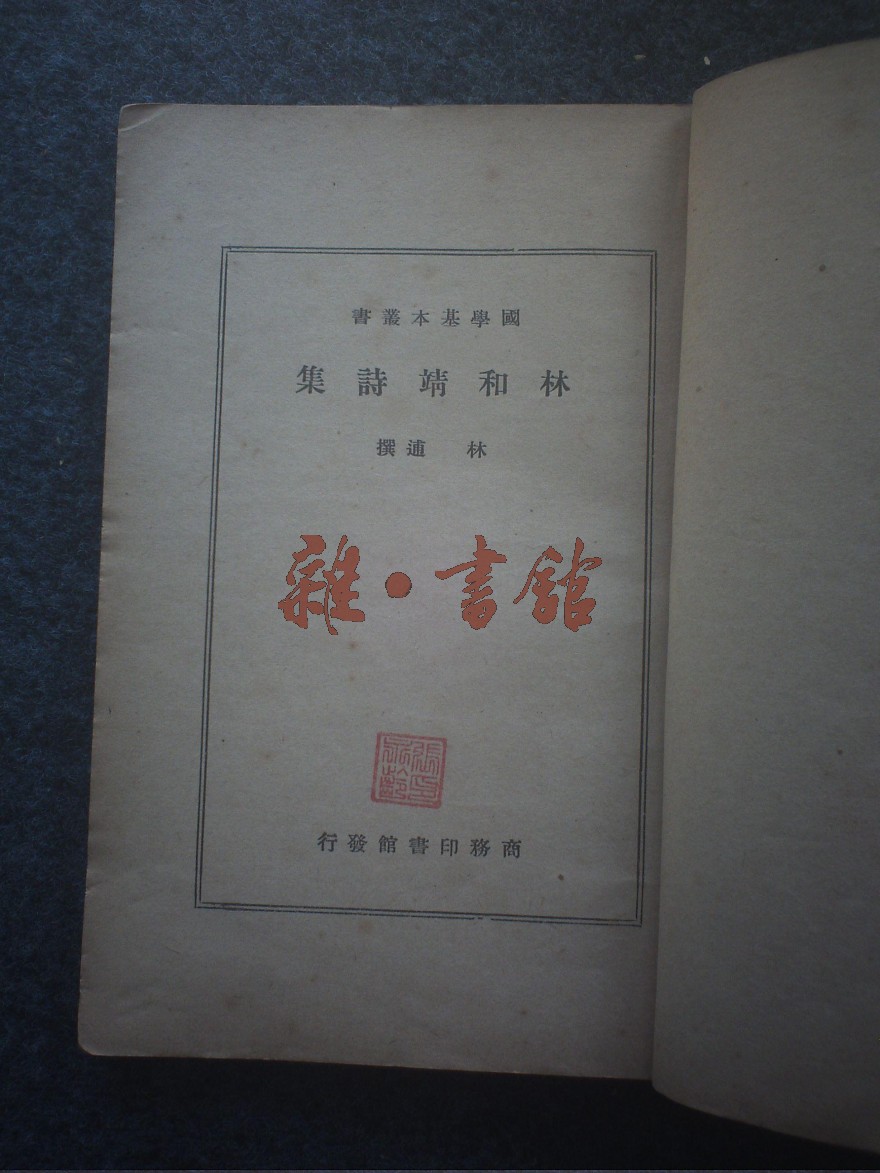 國學基本叢書
林和靖詩集
林逋撰
雜·書館
商務印書館發行